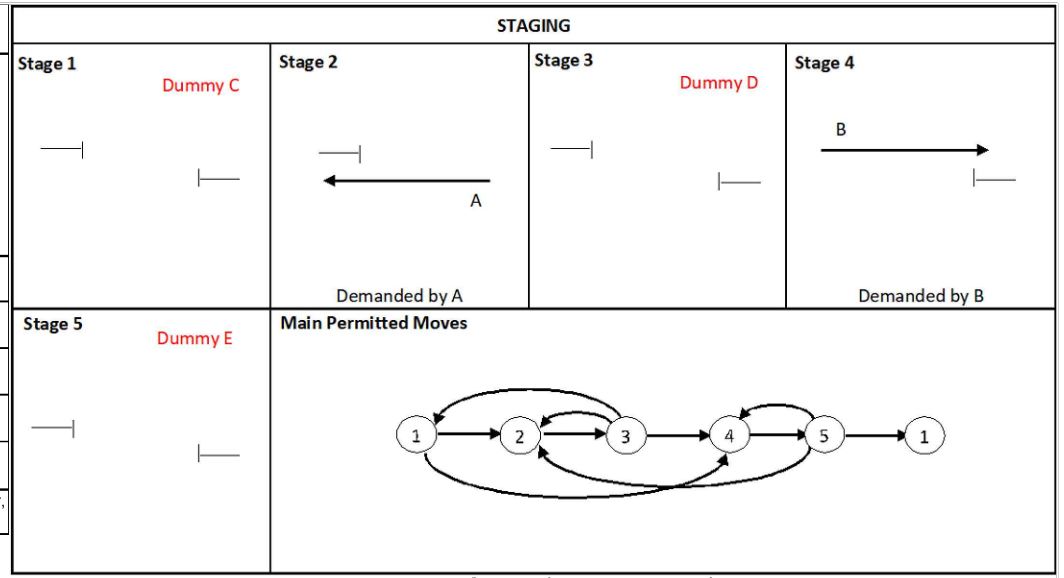 STAGING
Stage 1
Dummy C
Stage 2
A
Demanded by A
Stage 3
Dummy D
Stage 4
B
Demanded by B
Stage 5
Dummy E
Main Permitted Moves
1 2 3 4 5 1